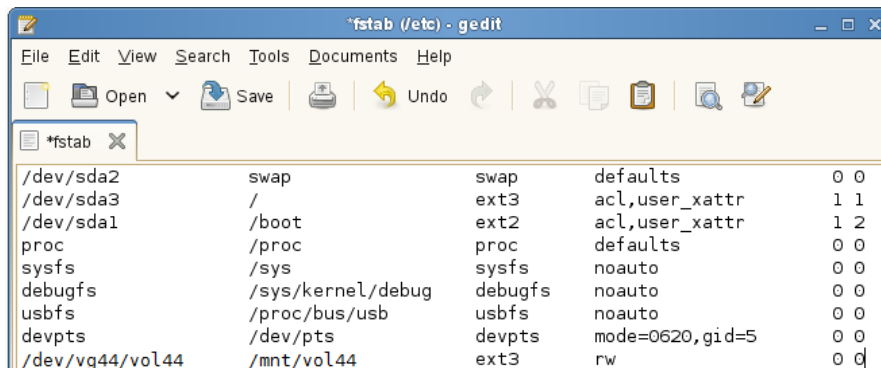 *fstab (/etc) - gedit
File Edit View Search Tools Documents Help
Open Save Undo
*fstab
/dev/sda2 swap swap defaults 0 0
/dev/sda3 / ext3 acl,user_xattr 1 1
/dev/sda1 /boot ext2 acl,user_xattr 1 2
proc /proc proc defaults 0 0
sysfs /sys sysfs noauto 0 0
debugfs /sys/kernel/debug debugfs noauto 0 0
usbfs /proc/bus/usb usbfs noauto 0 0
devpts /dev/pts devpts mode=0620,gid=5 0 0
/dev/vg44/vol44 /mnt/vol44 ext3 rw 0 0